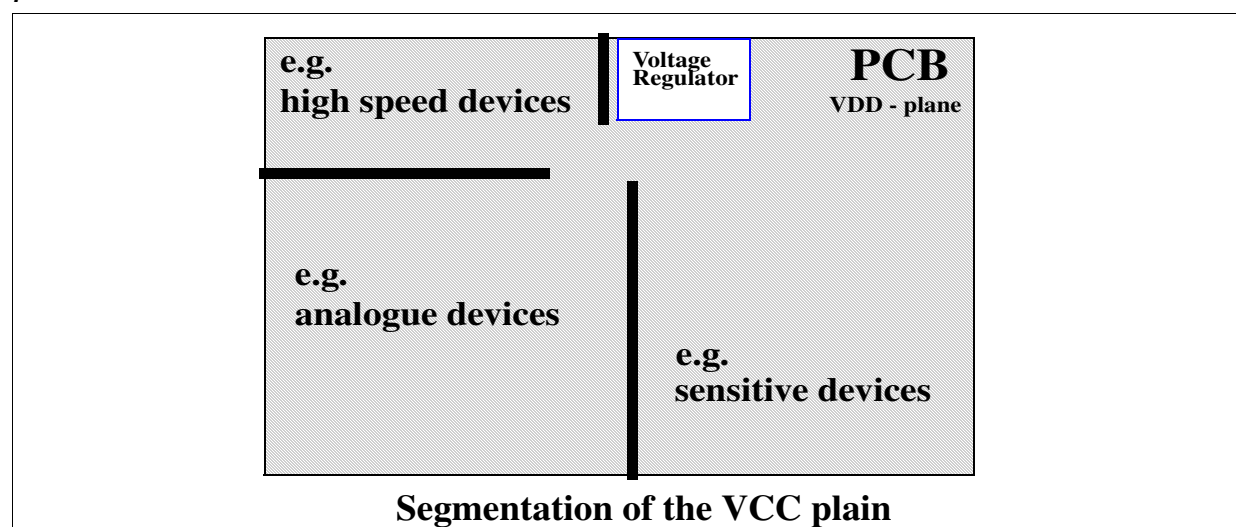 e.g.
high speed devices
Voltage
Regulator
PCB
VDD - plane
e.g.
analogue devices
e.g.
sensitive devices
Segmentation of the VCC plain